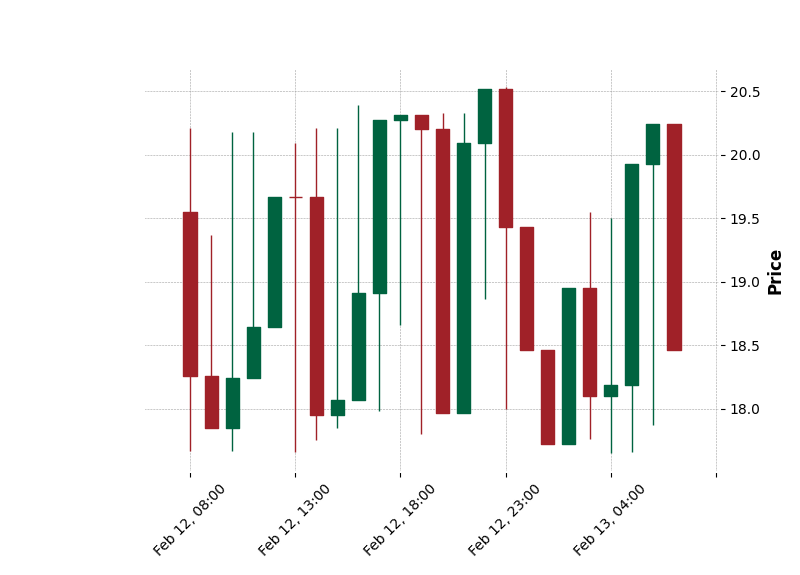 20.5
20.0
19.5
19.0
18.5
18.0
Price
Feb 12, 08:00
Feb 12, 13:00
Feb 12, 18:00
Feb 12, 23:00
Feb 13, 04:00